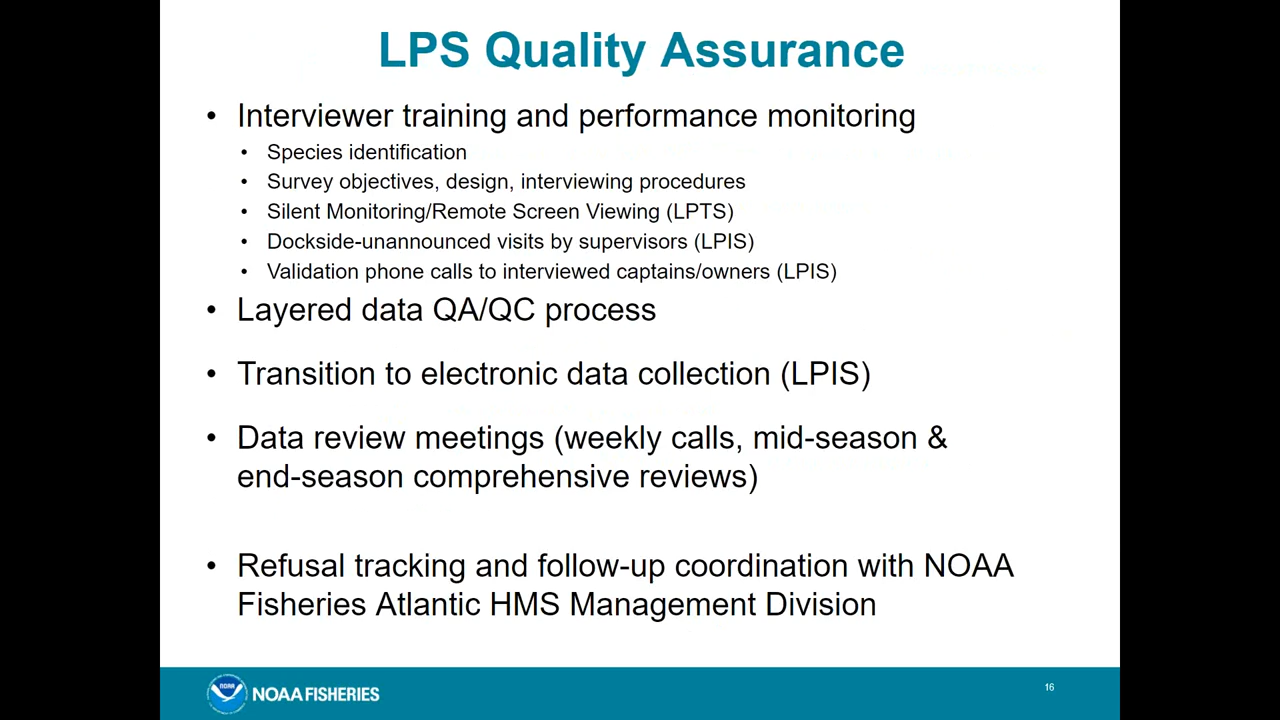 LPS Quality Assurance
• Interviewer training and performance monitoring
• Species identification
• Survey objectives, design, interviewing procedures
• Silent Monitoring/Remote Screen Viewing (LPTS)
• Dockside-unannounced visits by supervisors (LPIS)
• Validation phone calls to interviewed captains/owners (LPIS)
• Layered data QA/QC process
• Transition to electronic data collection (LPIS)
• Data review meetings (weekly calls, mid-season &
end-season comprehensive reviews)
• Refusal tracking and follow-up coordination with NOAA
Fisheries Atlantic HMS Management Division
NOAA
NOAA FISHERIES
16